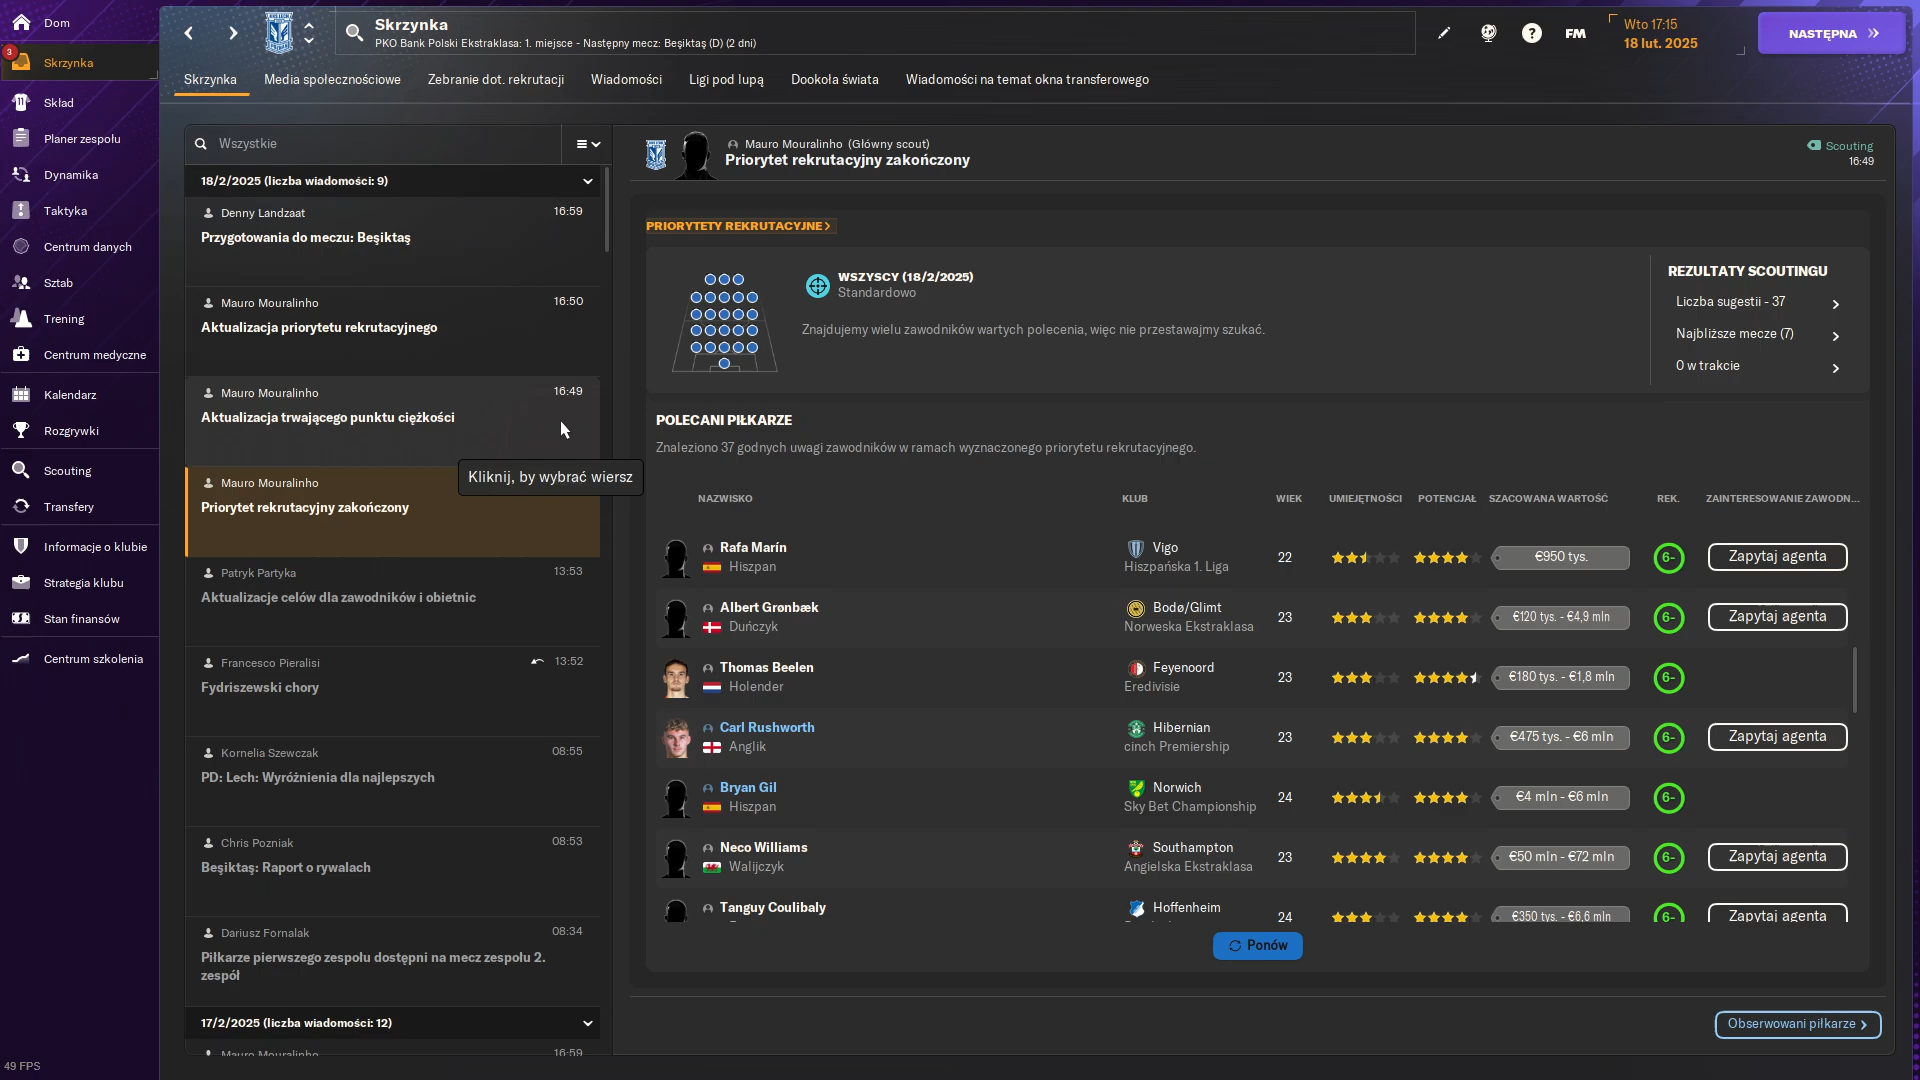 Dom
3
Skrzynka
Skład
Planer zespołu
Dynamika
Taktyka
Centrum danych
Sztab
Trening
Centrum medyczne
Kalendarz
Rozgrywki
Scouting
Transfery
Informacje o klubie
Strategia klubu
Stan finansów
Centrum szkolenia
49 FPS
Skrzynka
PKO Bank Polski Ekstraklasa: 1. miejsce - Następny mecz: Beşiktaş (D) (2 dni)
FM
Wto 17:15
18 lut. 2025
NASTĘPNA
Skrzynka
Media społecznościowe
Zebranie dot. rekrutacji
Wiadomości
Ligi pod lupą
Dookoła świata
Wiadomości na temat okna transferowego
Wszystkie
18/2/2025 (liczba wiadomości: 9)
Denny Landzaat 16:59
Przygotowania do meczu: Beşiktaş
Mauro Mouralinho 16:50
Aktualizacja priorytetu rekrutacyjnego
Mauro Mouralinho 16:49
Aktualizacja trwającego punktu ciężkości
Kliknij, by wybrać wiersz
Mauro Mouralinho
Priorytet rekrutacyjny zakończony
Patryk Partyka 13:53
Aktualizacje celów dla zawodników i obietnic
Francesco Pieralisi 13:52
Fydriszewski chory
Kornelia Szewczak 08:55
PD: Lech: Wyróżnienia dla najlepszych
Chris Pozniak 08:53
Beşiktaş: Raport o rywalach
Dariusz Fornalak 08:34
Piłkarze pierwszego zespołu dostępni na mecz zespołu 2.
zespół
17/2/2025 (liczba wiadomości: 12)
Mauro Mouralinho 16:59
Mauro Mouralinho (Główny scout)
Priorytet rekrutacyjny zakończony
Scouting
16:49
PRIORYTETY REKRUTACYJNE
WSZYSCY (18/2/2025)
Standardowo
Znajdujemy wielu zawodników wartych polecenia, więc nie przestawajmy szukać.
REZULTATY SCOUTINGU
Liczba sugestii - 37
Najbliższe mecze (7)
0 w trakcie
POLECANI PIŁKARZE
Znaleziono 37 godnych uwagi zawodników w ramach wyznaczonego priorytetu rekrutacyjnego.
NAZWISKO KLUB WIEK UMIEJĘTNOŚCI POTENCJAŁ SZACOWANA WARTOŚĆ REK. ZAINTERESOWANIE ZAWODN...
Rafa Marín Vigo 22 €950 tys. 6- Zapytaj agenta
Hiszpan Hiszpańska 1. Liga
Albert Grønbæk Bodø/Glimt 23 €120 tys. - €4,9 mln 6- Zapytaj agenta
Duńczyk Norweska Ekstraklasa
Thomas Beelen Feyenoord 23 €180 tys. - €1,8 mln 6-
Holender Eredivisie
Carl Rushworth Hibernian 23 €475 tys. - €6 mln 6- Zapytaj agenta
Anglik cinch Premiership
Bryan Gil Norwich 24 €4 mln - €6 mln 6-
Hiszpan Sky Bet Championship
Neco Williams Southampton 23 €50 mln - €72 mln 6- Zapytaj agenta
Walijczyk Angielska Ekstraklasa
Tanguy Coulibaly Hoffenheim 24 €350 tys. - €6,6 mln 6- Zapytaj agenta
Ponów
Obserwowani piłkarze